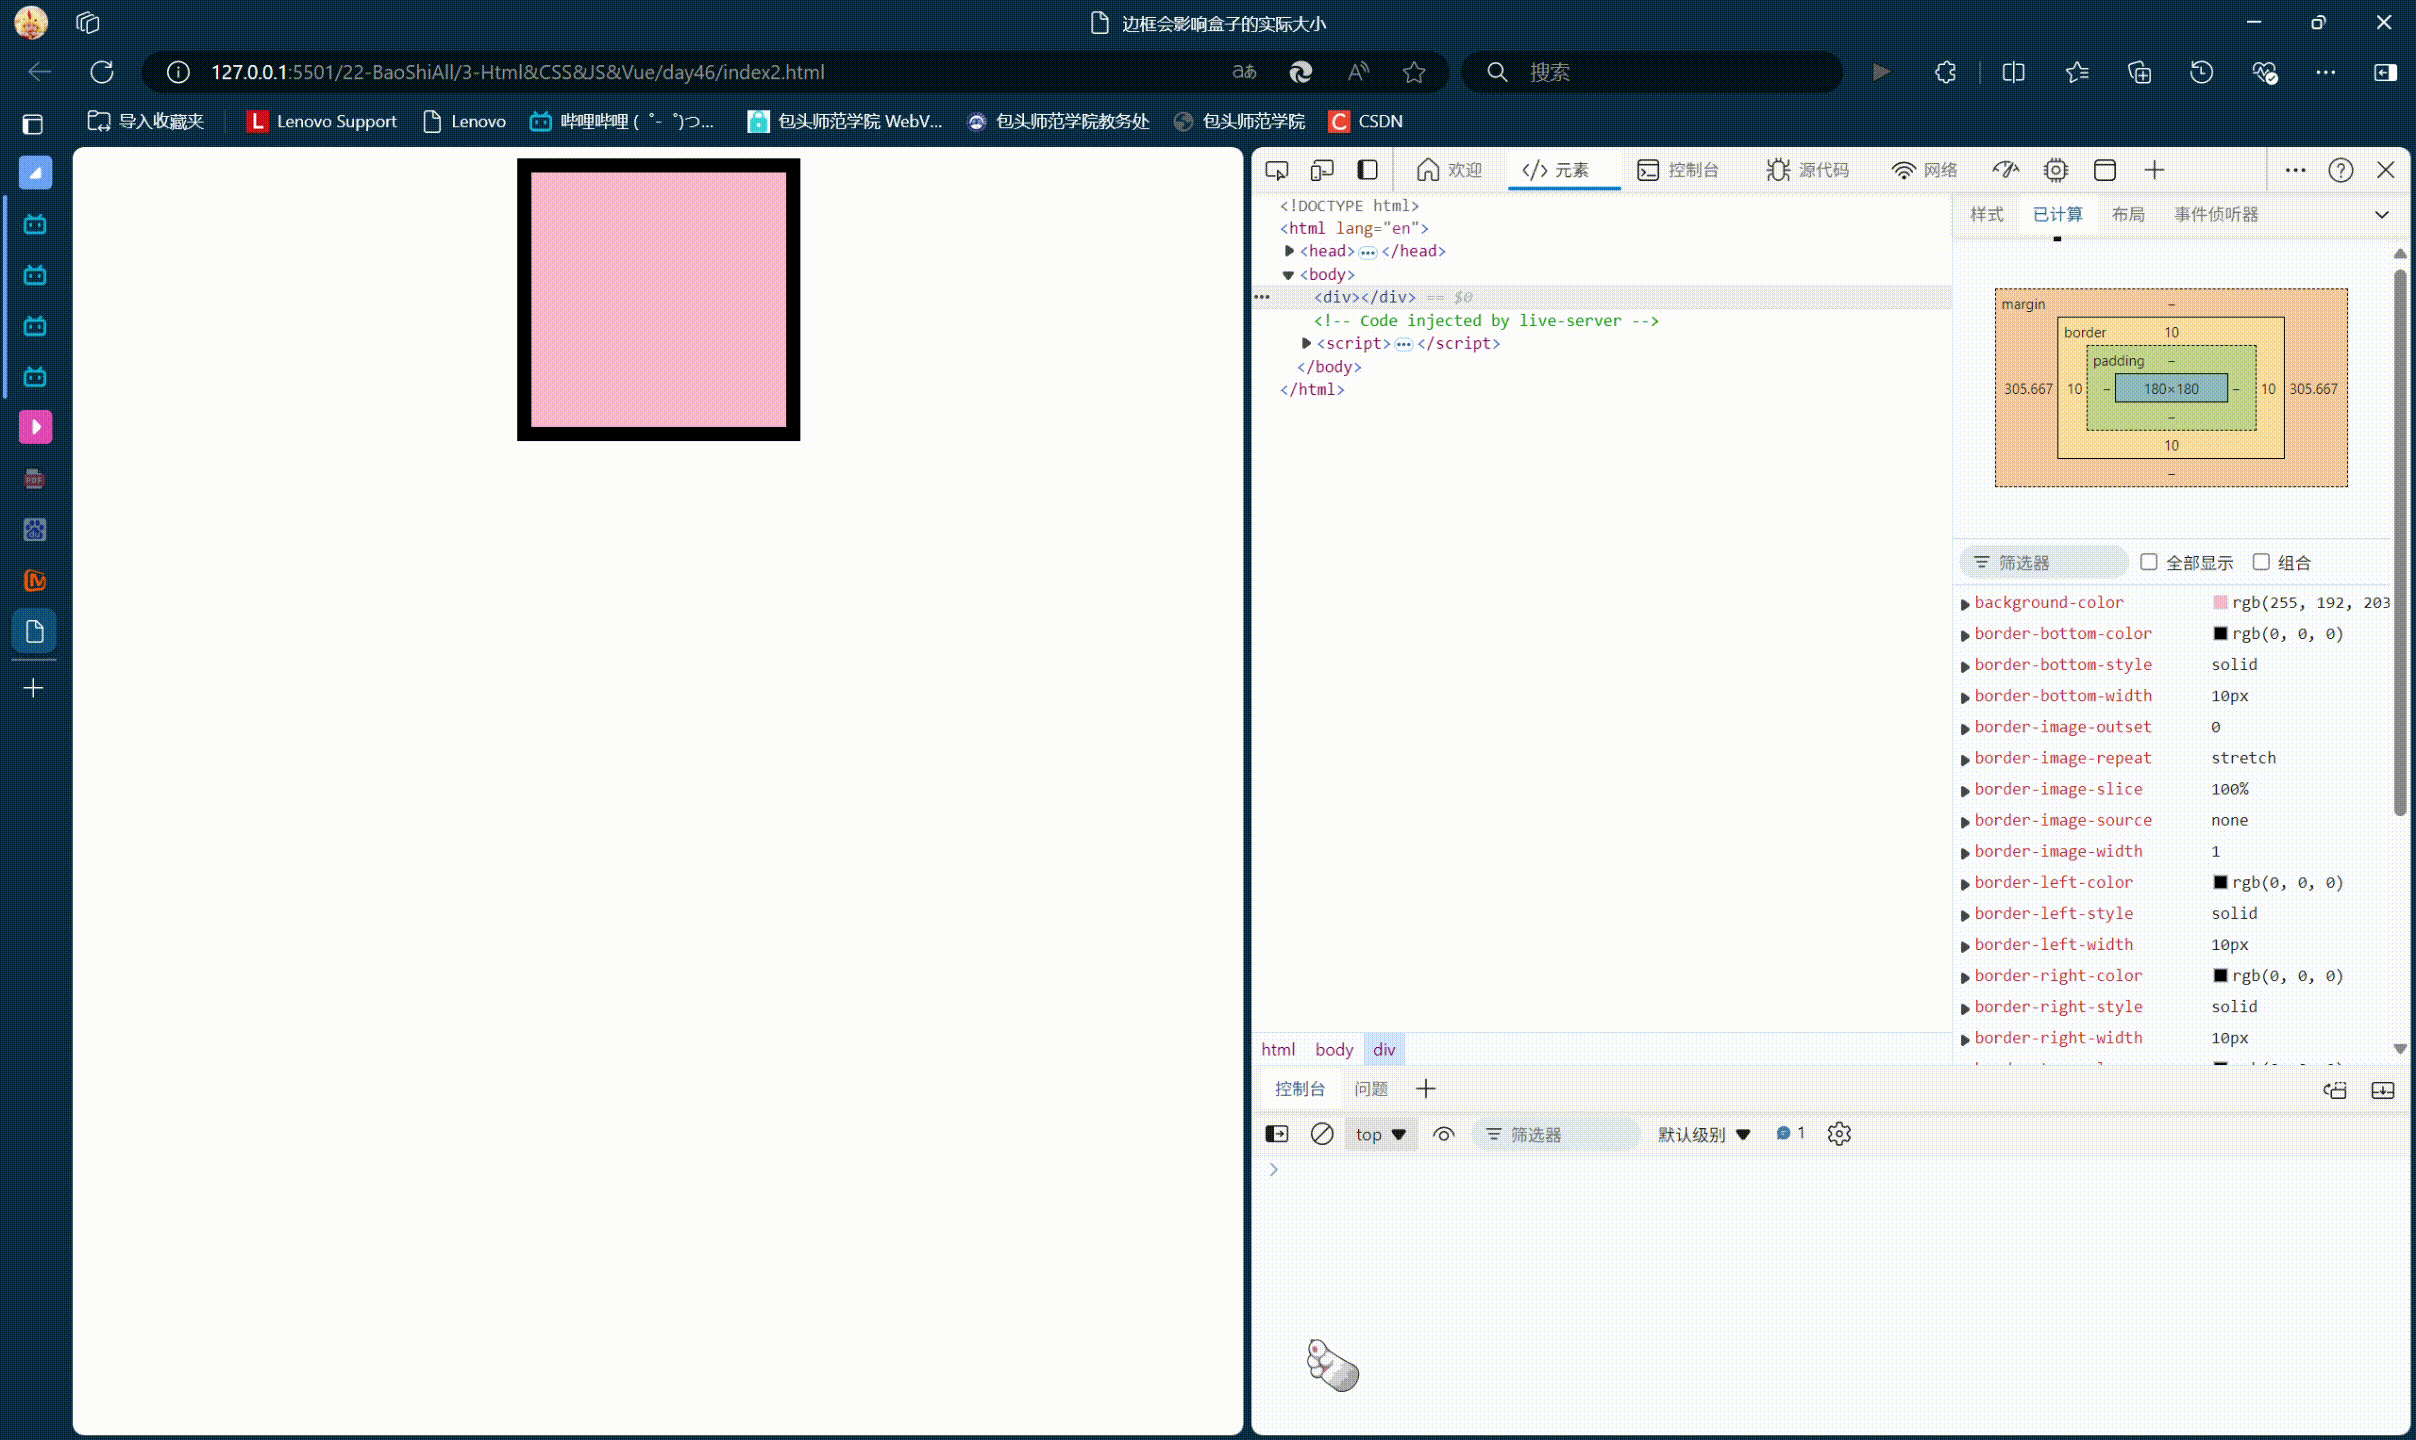 边框会影响盒子的实际大小
127.0.0.1:5501/22-BaoShiAll/3-Html&CSS&JS&Vue/day46/index2.html
搜索
导入收藏夹 Lenovo Support Lenovo 哔哩哔哩 ( ゜- ゜)つ... 包头师范学院 WebV... 包头师范学院教务处 包头师范学院 CSDN
欢迎 元素 控制台 源代码 网络
<!DOCTYPE html>
<html lang="en">
<head>…</head>
<body>
<div></div> == $0
<!-- Code injected by live-server -->
<script>…</script>
</body>
</html>
样式 已计算 布局 事件侦听器
margin –
border 10
padding –
305.667 10 – 180×180 – 10 305.667
–
10
–
筛选器 全部显示 组合
background-color rgb(255, 192, 203
border-bottom-color rgb(0, 0, 0)
border-bottom-style solid
border-bottom-width 10px
border-image-outset 0
border-image-repeat stretch
border-image-slice 100%
border-image-source none
border-image-width 1
border-left-color rgb(0, 0, 0)
border-left-style solid
border-left-width 10px
border-right-color rgb(0, 0, 0)
border-right-style solid
border-right-width 10px
html body div
控制台 问题
top 筛选器 默认级别 1